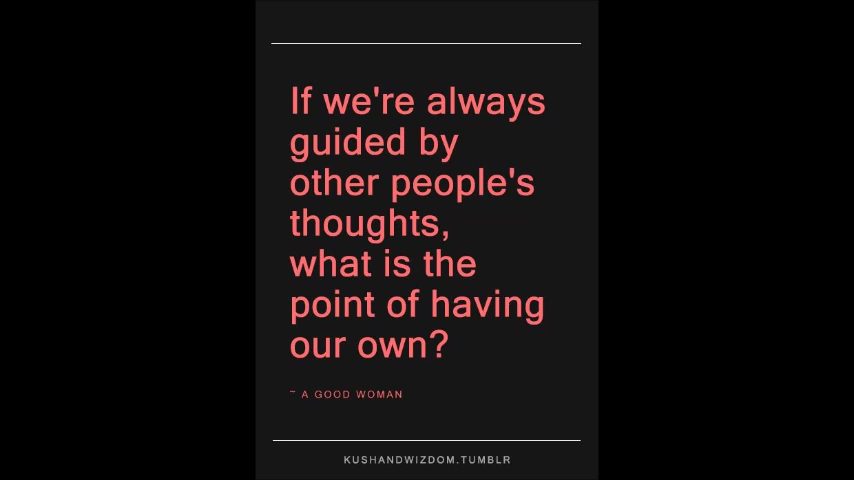 If we're always
guided by
other people's
thoughts,
what is the
point of having
our own?
~ A GOOD WOMAN
KUSHANDWIZDOM.TUMBLR